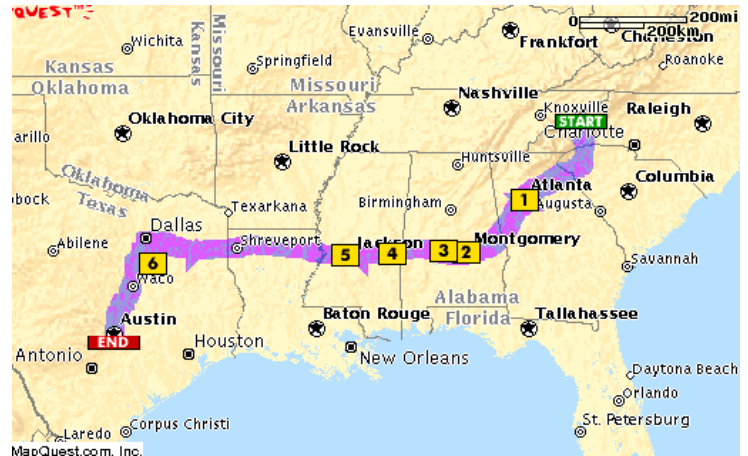 QUEST
0 200mi
200km
Evansville
Frankfort
Charleston
Wichita
Kansas
Missouri
Springfield
Roanoke
Kansas
Oklahoma
Missouri
Arkansas
Nashville
Knoxville
Raleigh
START
Charlotte
Oklahoma City
arillo
Little Rock
Huntsville
Atlanta
Columbia
Oklahoma
Texas
Texarkana
Birmingham
1
Augusta
bock
Dallas
Abilene
Shreveport
Jackson
Montgomery
6
5
4
3
2
Savannah
Waco
Alabama
Florida
Austin
Baton Rouge
Tallahassee
END
Houston
Antonio
New Orleans
Daytona Beach
Orlando
St. Petersburg
Corpus Christi
Laredo
MapQuest.com, Inc.